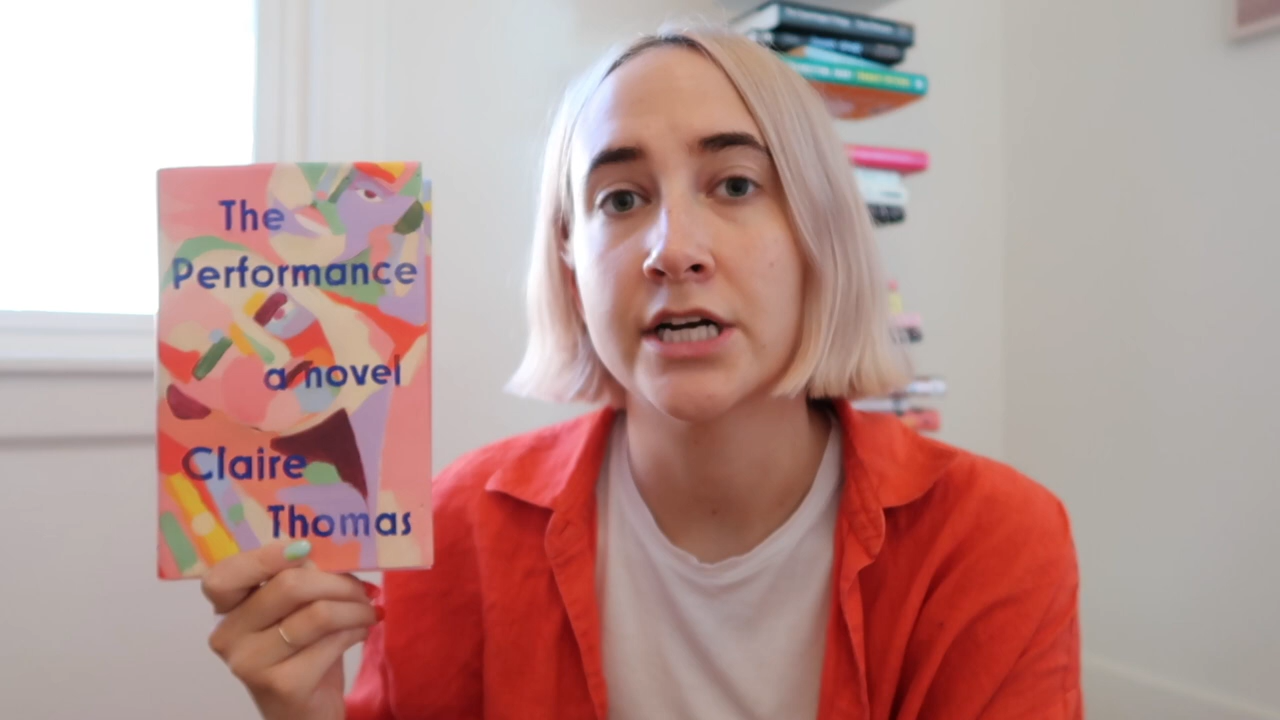 The
Performance
a novel
Claire
Thomas